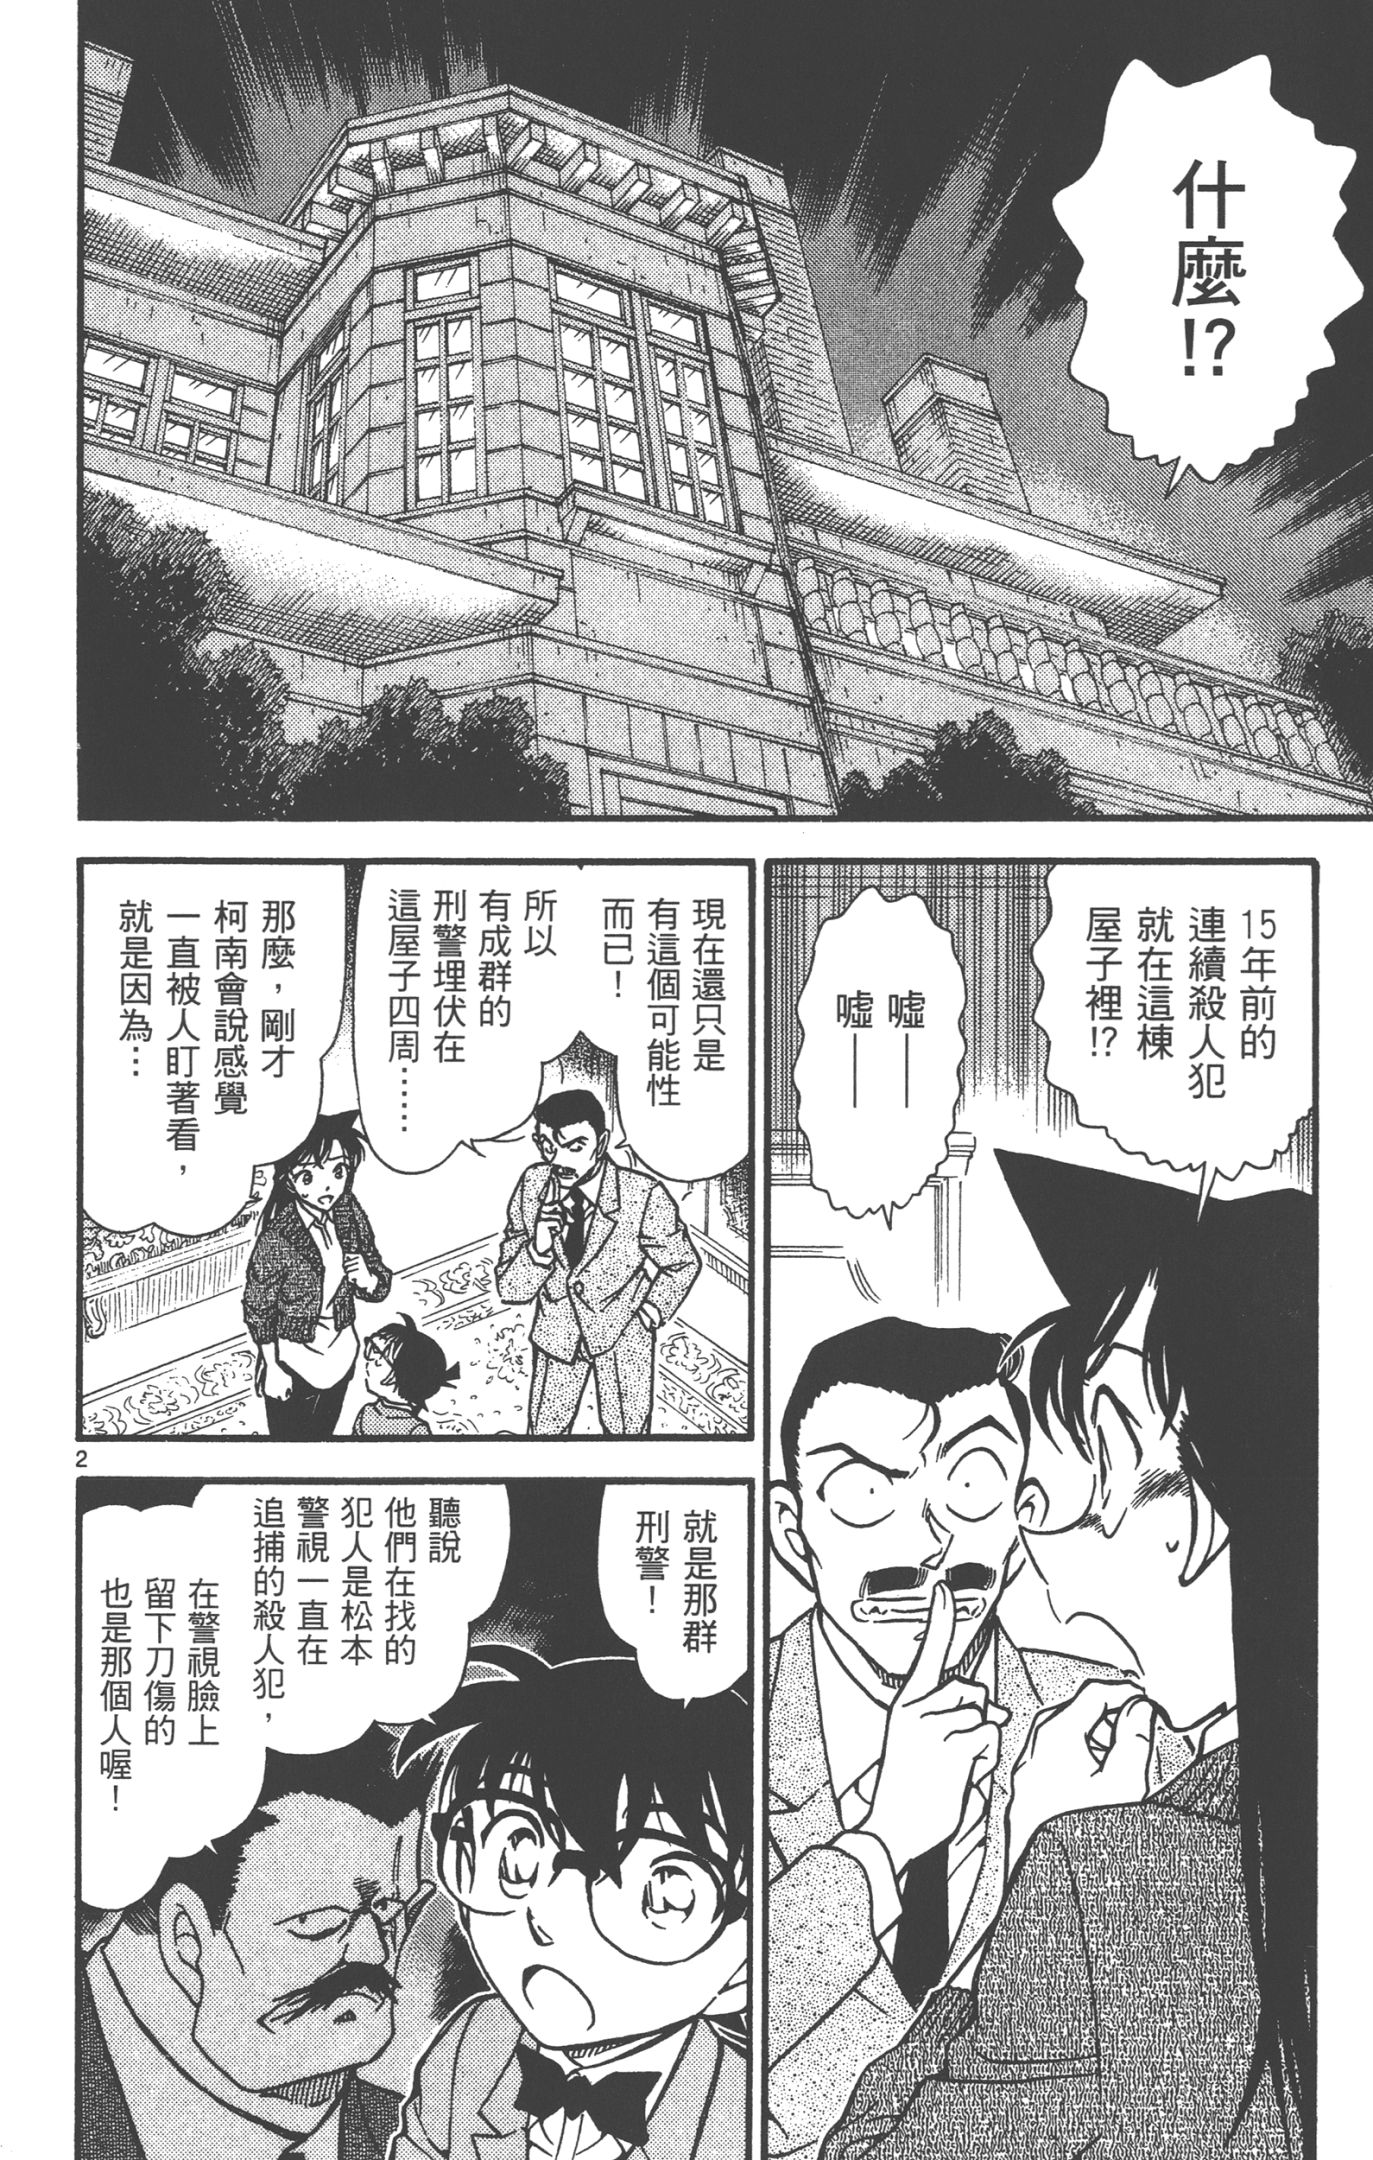 什麼!?
15年前的
連續殺人犯
就在這棟
屋子裡!?
噓——
噓——
現在還只是
有這個可能性
而已！
所以
有成群的
刑警埋伏在
這屋子四周……
那麼，剛才
柯南會說感覺
一直被人盯著看，
就是因為…
2
就是那群
刑警！
聽說
他們在找的
犯人是松本
警視一直在
追捕的殺人犯，
在警視臉上
留下刀傷的
也是那個人喔！